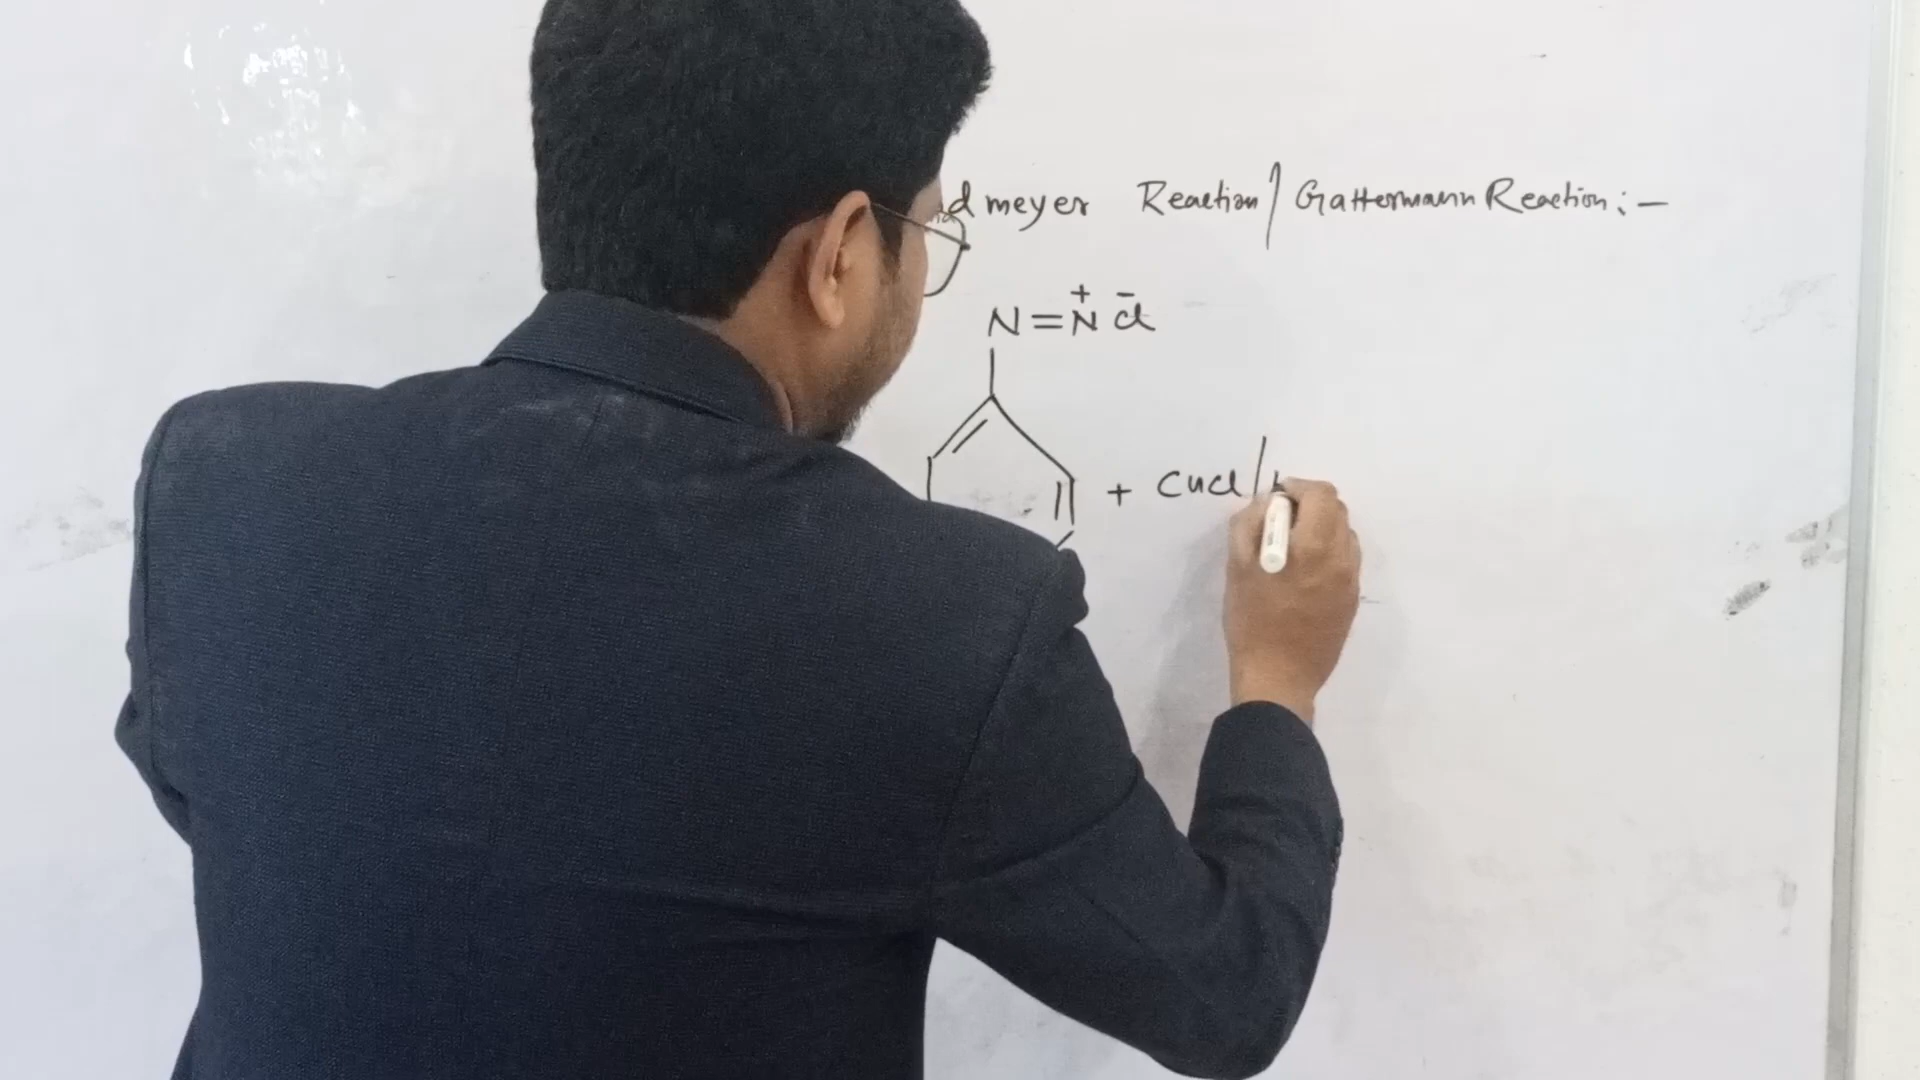 dmeyer Reaction / Gattermann Reaction : -
N = N+ Cl-
+ CuCl /